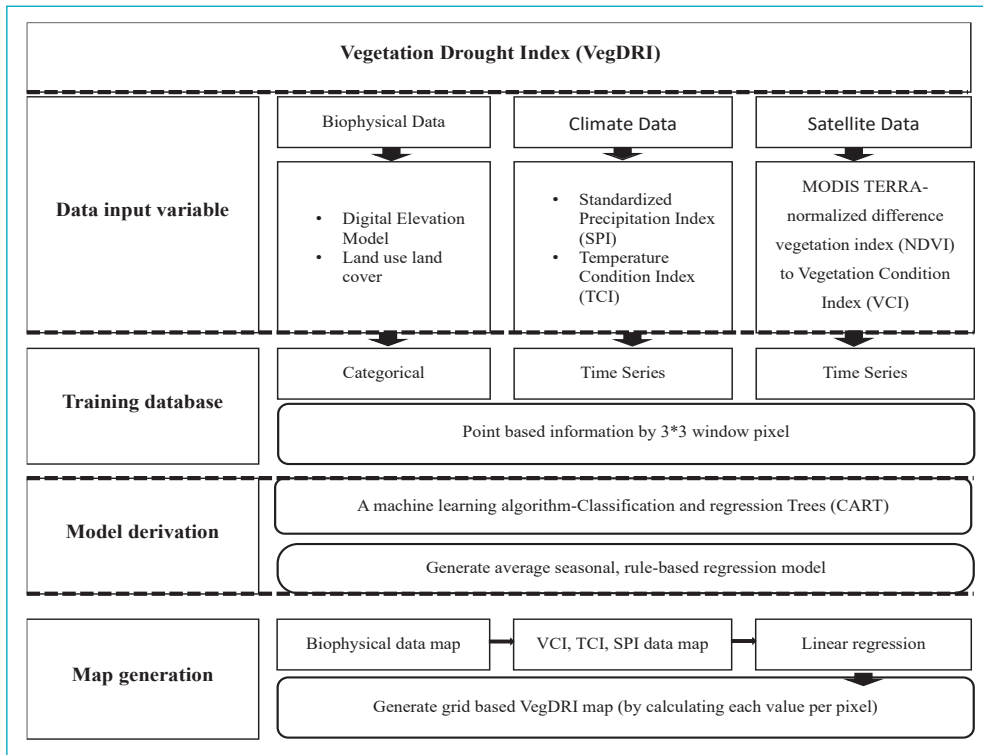 Vegetation Drought Index (VegDRI)
Data input variable
Biophysical Data
Climate Data
Satellite Data
• Digital Elevation
Model
• Land use land
cover
• Standardized
Precipitation Index
(SPI)
• Temperature
Condition Index
(TCI)
MODIS TERRA-
normalized difference
vegetation index (NDVI)
to Vegetation Condition
Index (VCI)
Training database
Categorical
Time Series
Time Series
Point based information by 3*3 window pixel
Model derivation
A machine learning algorithm-Classification and regression Trees (CART)
Generate average seasonal, rule-based regression model
Map generation
Biophysical data map
VCI, TCI, SPI data map
Linear regression
Generate grid based VegDRI map (by calculating each value per pixel)